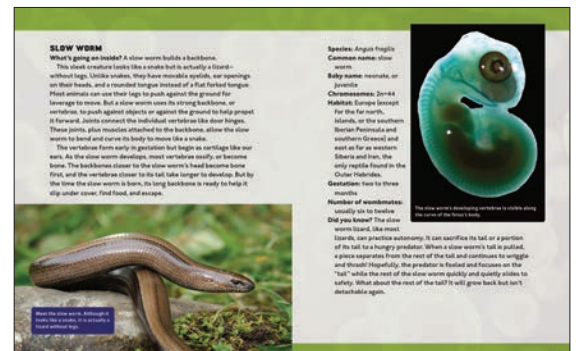 SLOW WORM
What's going on inside? A slow worm builds a backbone.
This sleek creature looks like a snake but is actually a lizard—
without legs. Unlike snakes, they have movable eyelids, ear openings
on their heads, and a rounded tongue instead of a flat forked tongue.
Most animals can use their legs to push against the ground for
leverage to move. But a slow worm uses its strong backbone, or
vertebrae, to push against objects or against the ground to help propel
it forward. Joints connect the individual vertebrae like door hinges.
These joints, plus muscles attached to the backbone, allow the slow
worm to bend and curve its body to move like a snake.
The vertebrae form early in gestation but begin as cartilage like our
ears. As the slow worm develops, most vertebrae ossify, or become
bone. The backbones closer to the slow worm's head become bone
first, and the vertebrae closer to its tail take longer to develop. But by
the time the slow worm is born, its long backbone is ready to help it
slip under cover, find food, and escape.
Meet the slow worm. Although it
looks like a snake, it is actually a
lizard without legs.
Species: Anguis fragilis
Common name: slow
worm
Baby name: neonate, or
juvenile
Chromosomes: 2n=44
Habitat: Europe (except
for the far north,
islands, or the southern
Iberian Peninsula and
southern Greece) and
east as far as western
Siberia and Iran, the
only reptile found in the
Outer Hebrides.
Gestation: two to three
months
Number of wombmates:
usually six to twelve
Did you know? The slow
worm lizard, like most
lizards, can practice autonomy. It can sacrifice its tail or a portion
of its tail to a hungry predator. When a slow worm's tail is pulled,
a piece separates from the rest of the tail and continues to wriggle
and thrash! Hopefully, the predator is fooled and focuses on the
"tail" while the rest of the slow worm quickly and quietly slides to
safety. What about the rest of the tail? It will grow back but isn't
detachable again.
The slow worm's developing vertebrae is visible along
the curve of the fetus's body.